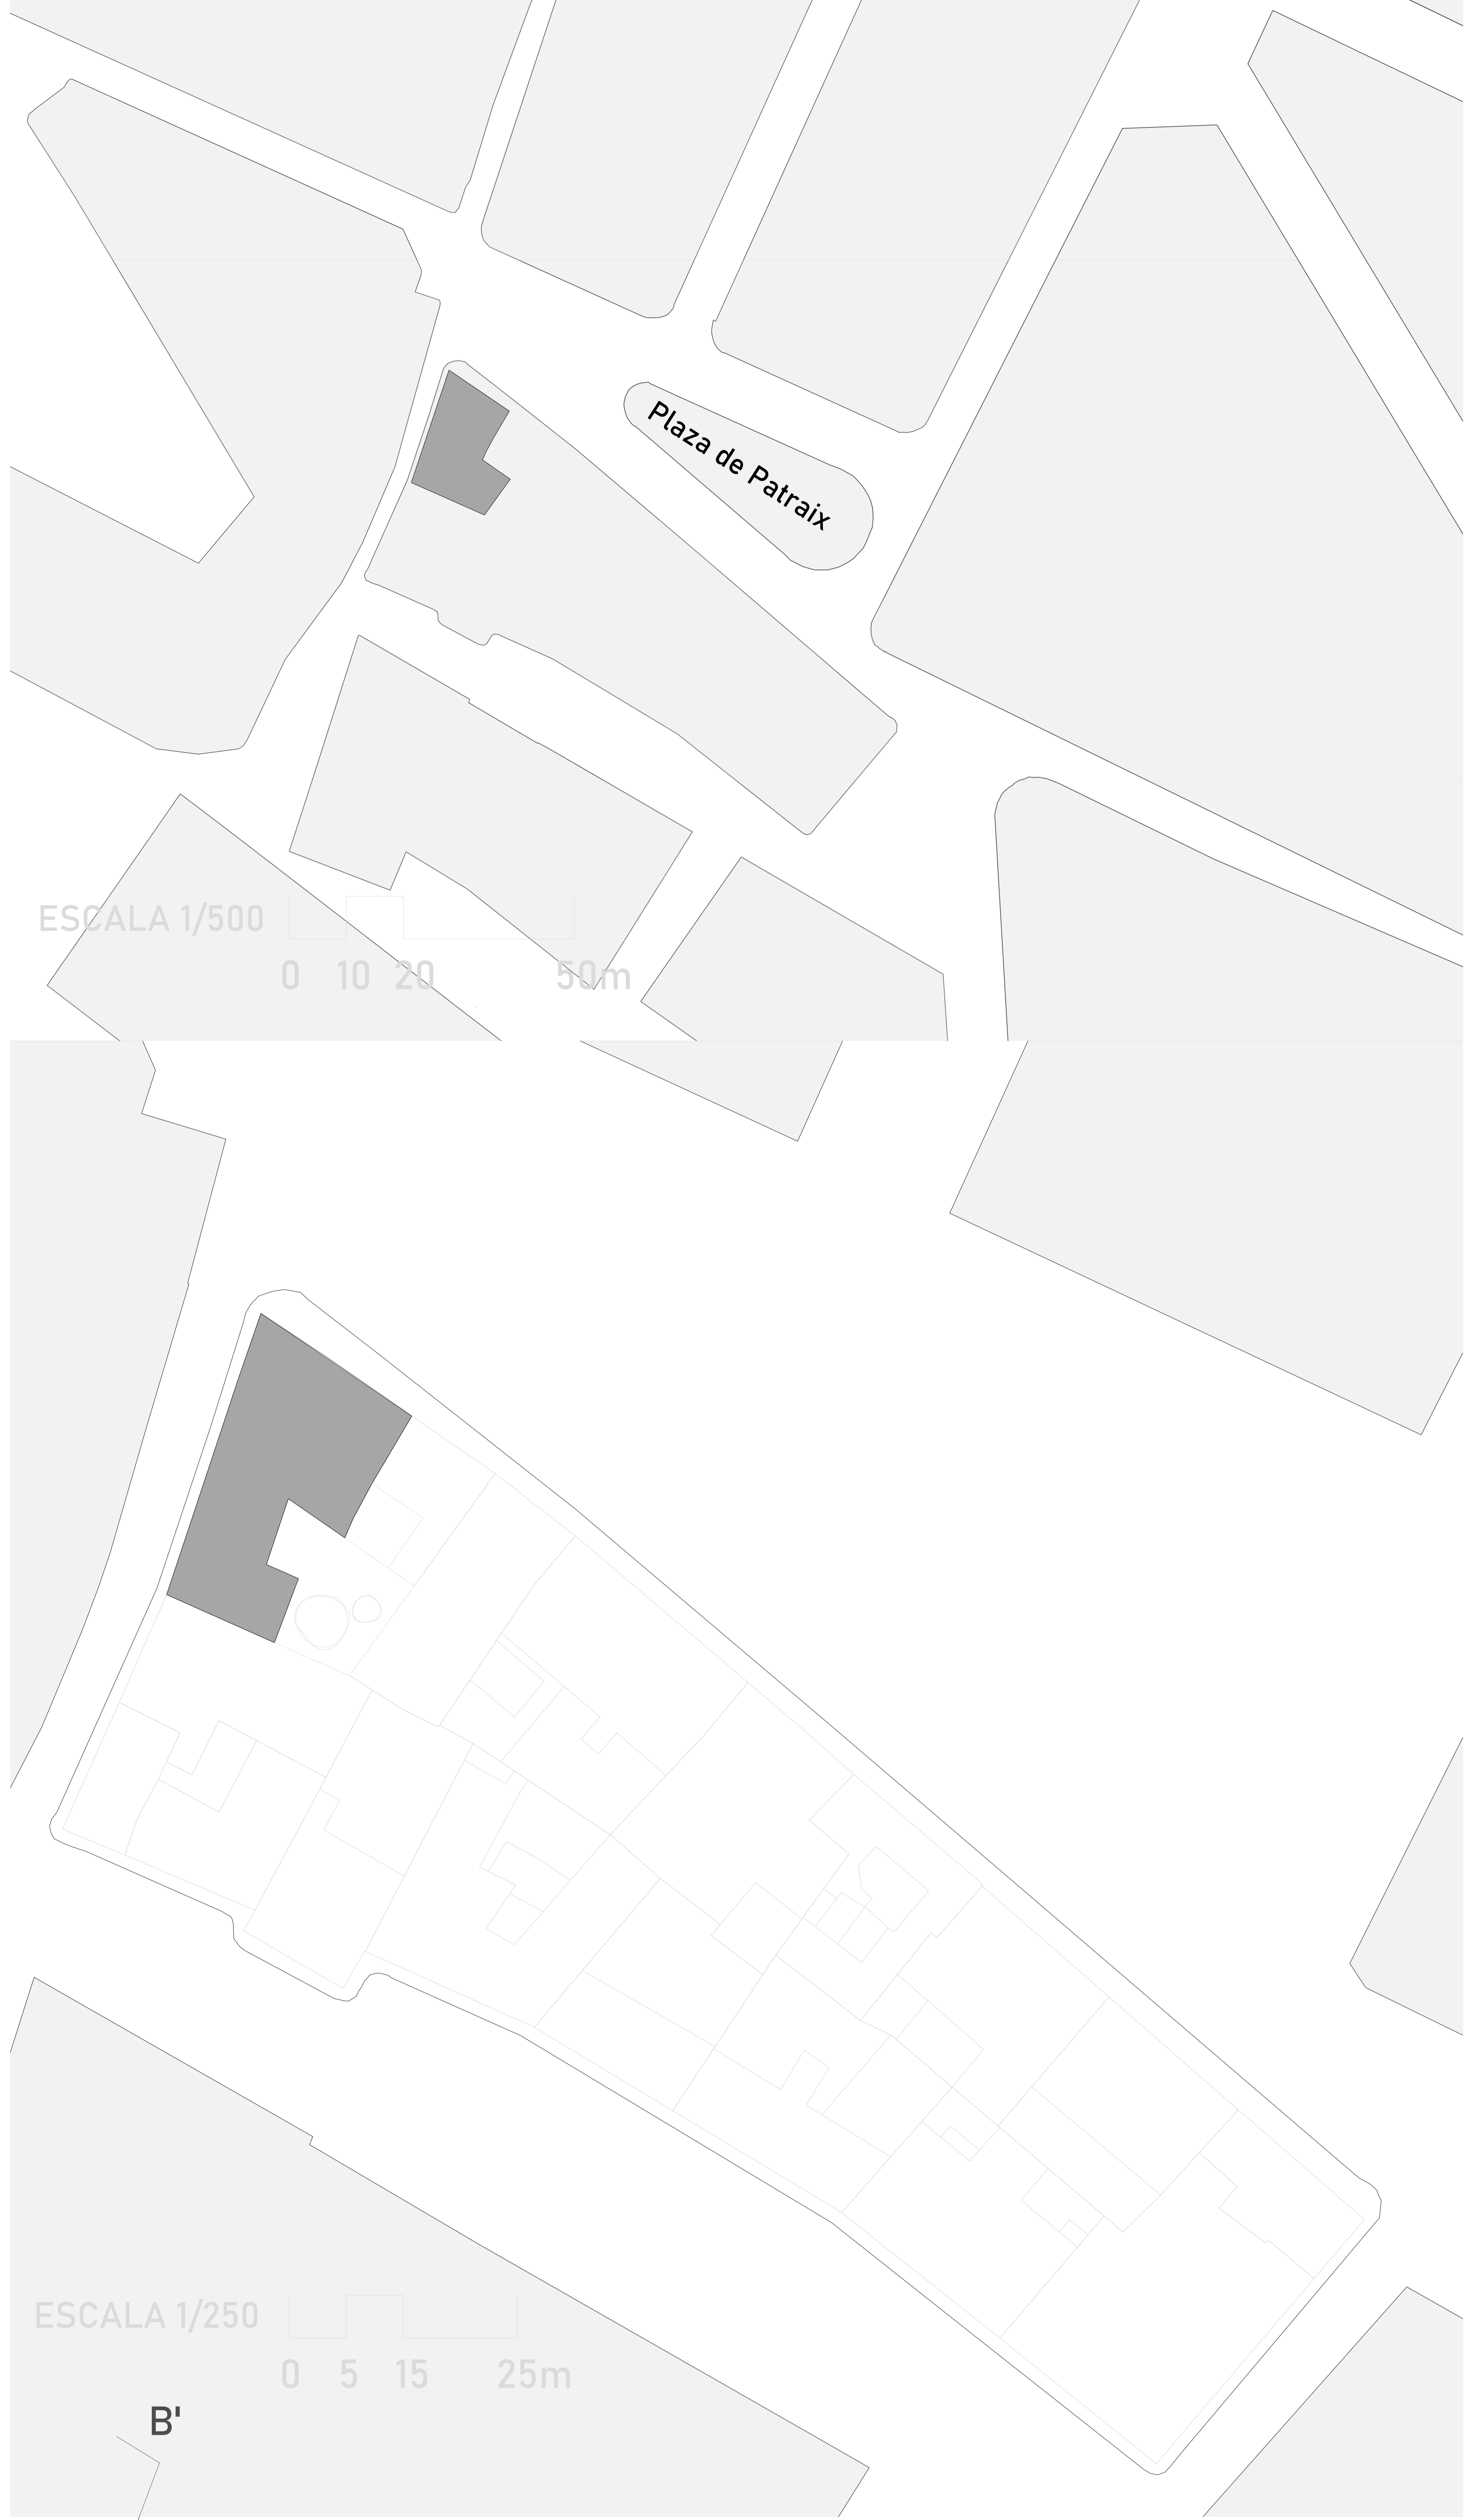 Plaza de Patraix
ESCALA 1/500
0 10 20 50m
ESCALA 1/250
0 5 15 25m
B'